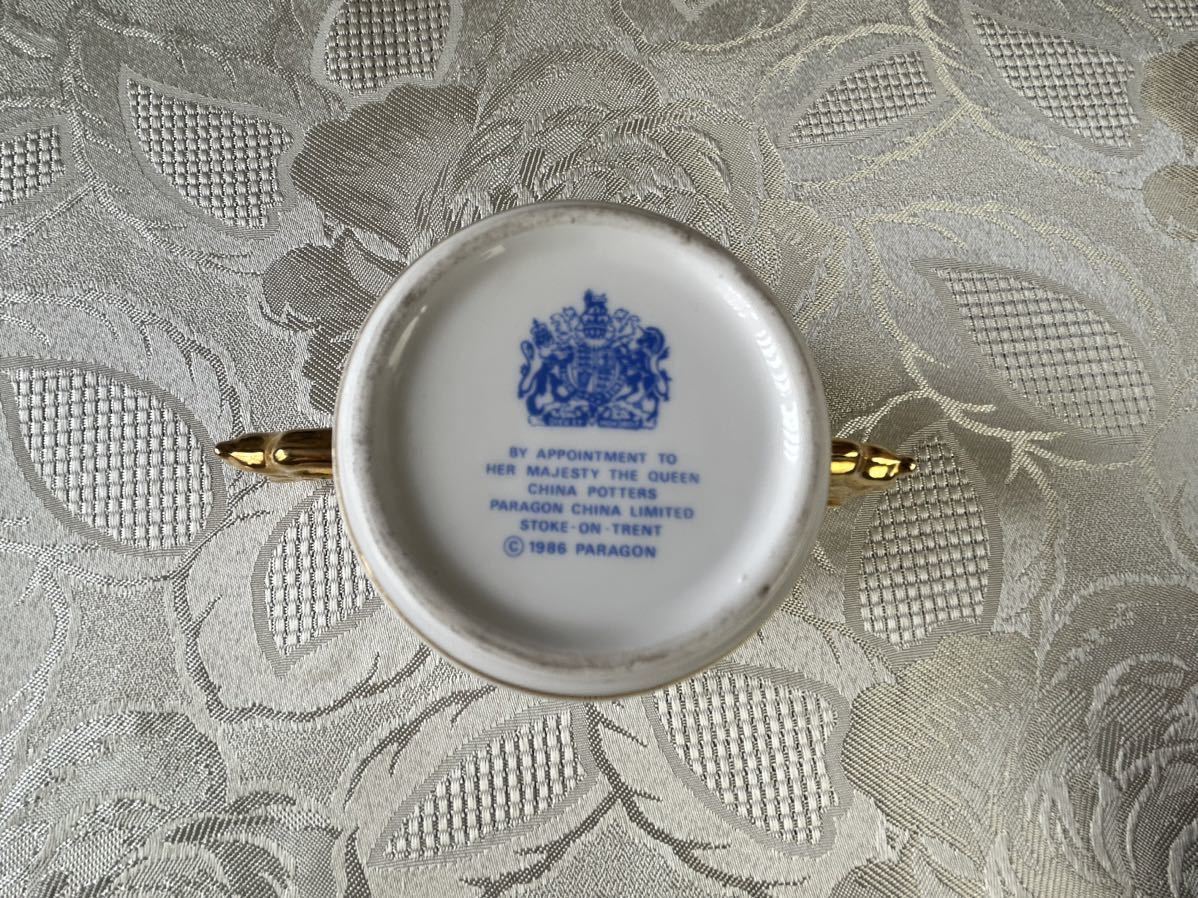 BY APPOINTMENT TO
HER MAJESTY THE QUEEN
CHINA POTTERS
PARAGON CHINA LIMITED
STOKE-ON-TRENT
© 1986 PARAGON